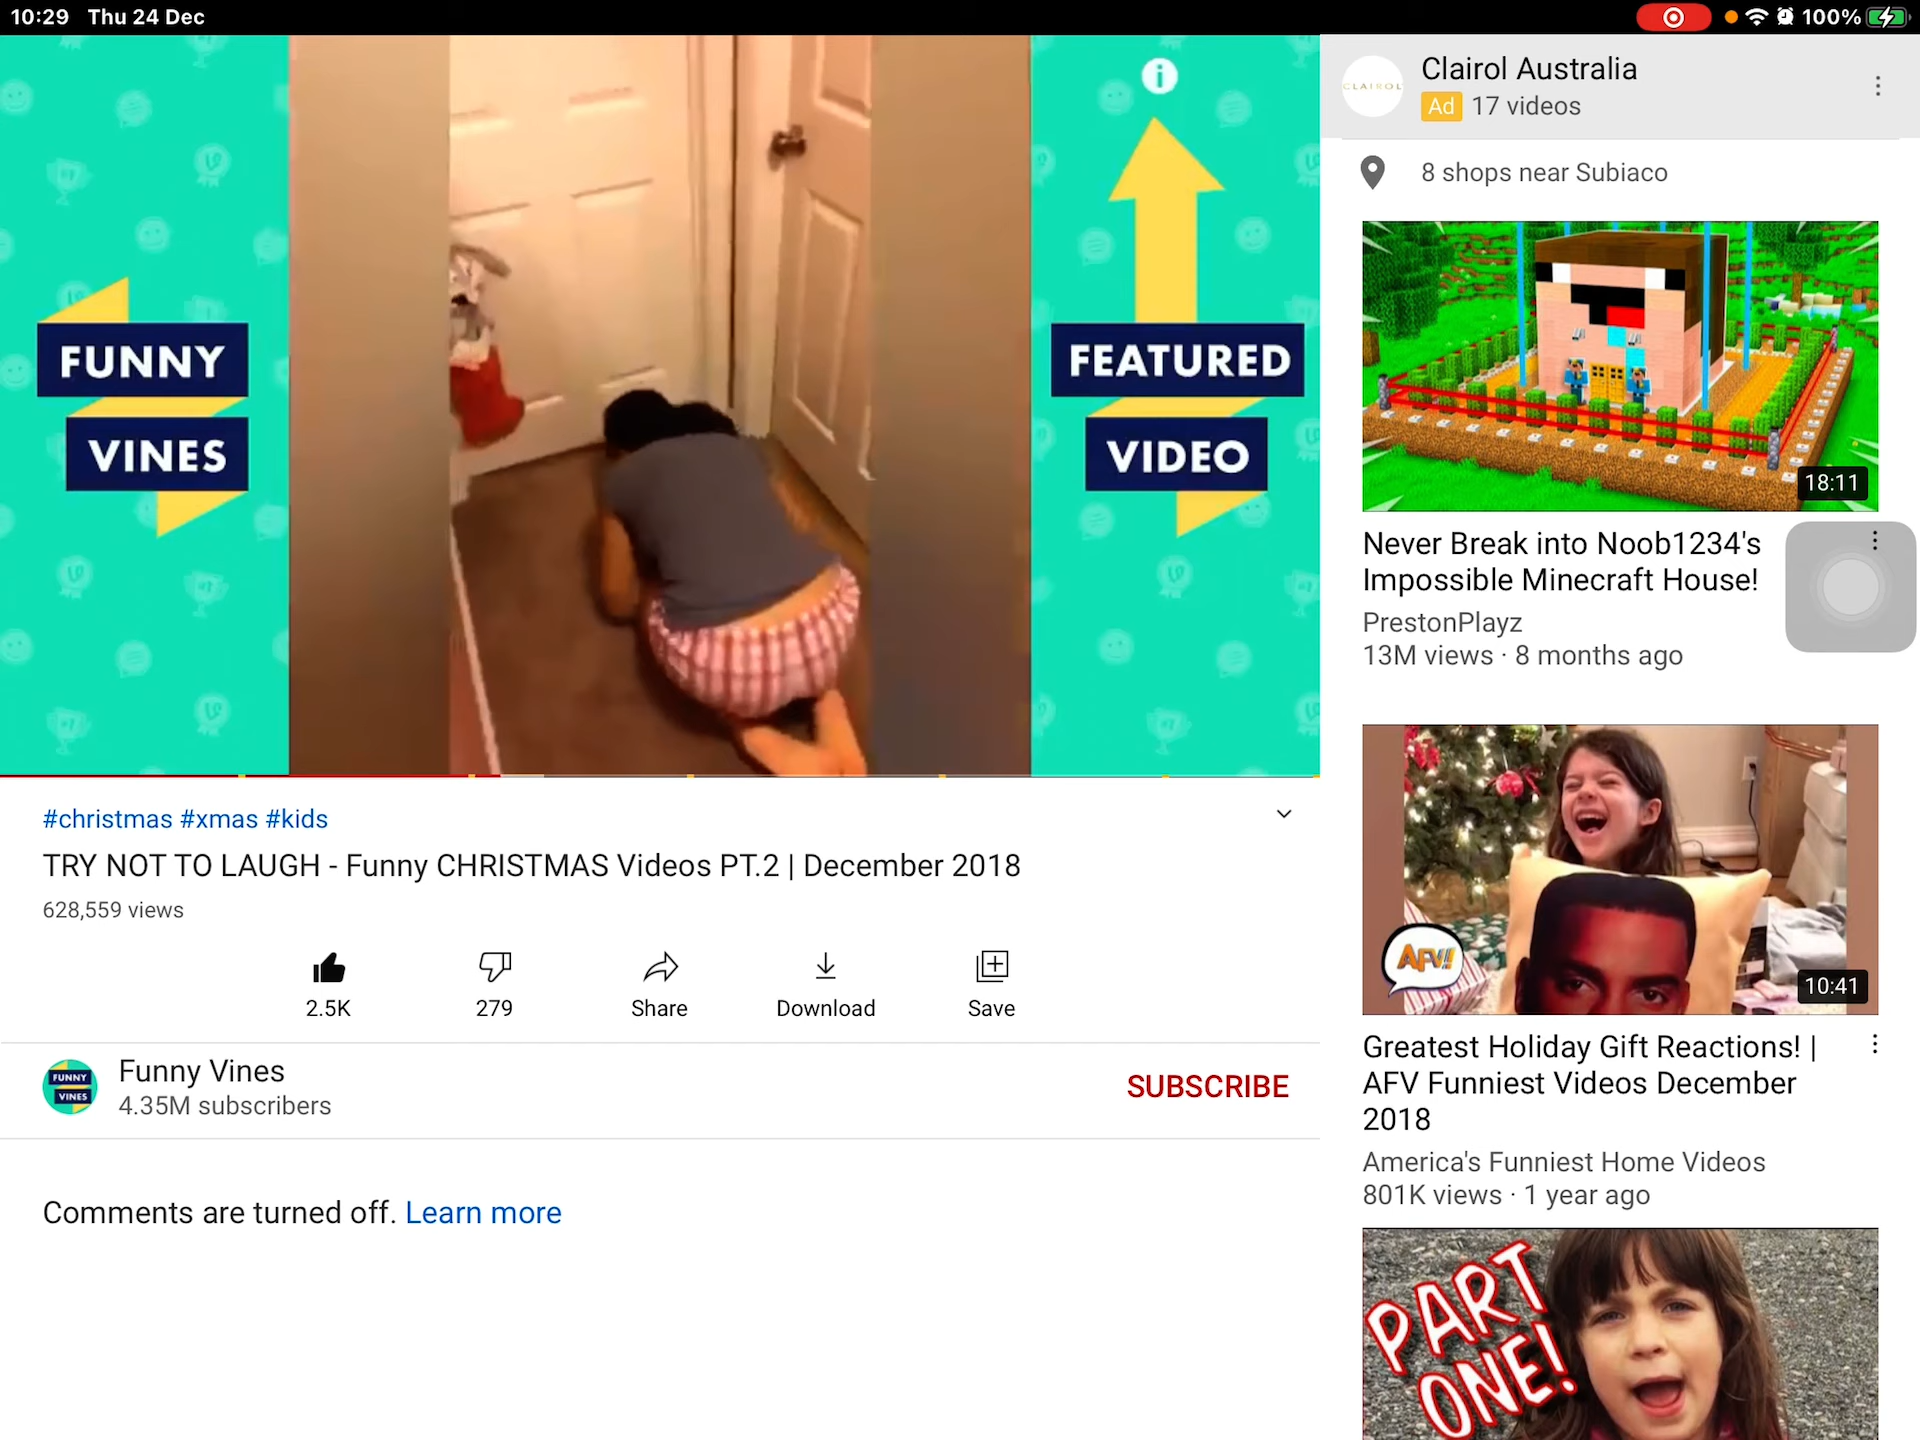 10:29 Thu 24 Dec
100%
FUNNY
VINES
FEATURED
VIDEO
#christmas #xmas #kids
TRY NOT TO LAUGH - Funny CHRISTMAS Videos PT.2 | December 2018
628,559 views
2.5K
279
Share
Download
Save
FUNNY
VINES
Funny Vines
4.35M subscribers
SUBSCRIBE
Comments are turned off. Learn more
CLAIROL
Clairol Australia
Ad 17 videos
8 shops near Subiaco
18:11
Never Break into Noob1234's
Impossible Minecraft House!
PrestonPlayz
13M views · 8 months ago
AFV!
10:41
Greatest Holiday Gift Reactions! |
AFV Funniest Videos December
2018
America's Funniest Home Videos
801K views · 1 year ago
PART
ONE!